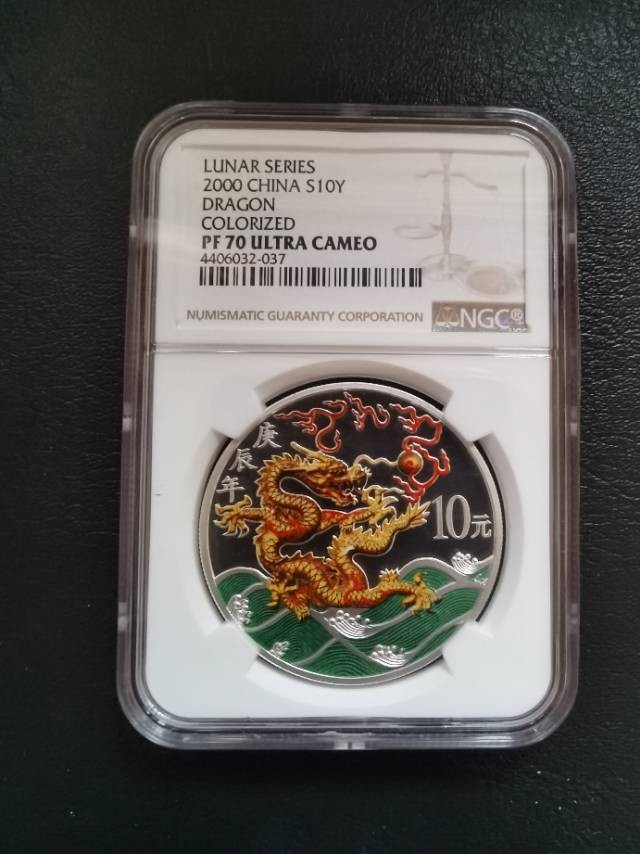 LUNAR SERIES
2000 CHINA S10Y
DRAGON
COLORIZED
PF 70 ULTRA CAMEO
4406032-037
NUMISMATIC GUARANTY CORPORATION
NGC®
庚辰年
10元